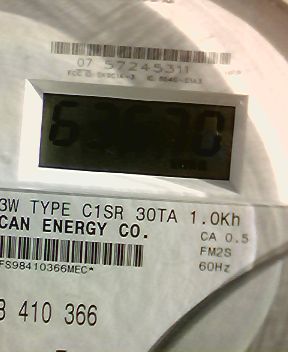 07 57245311
3W TYPE C1SR 30TA 1.0Kh
CAN ENERGY CO.
CA 0.5
FM2S
60Hz
FS98410366MEC*
3 410 366